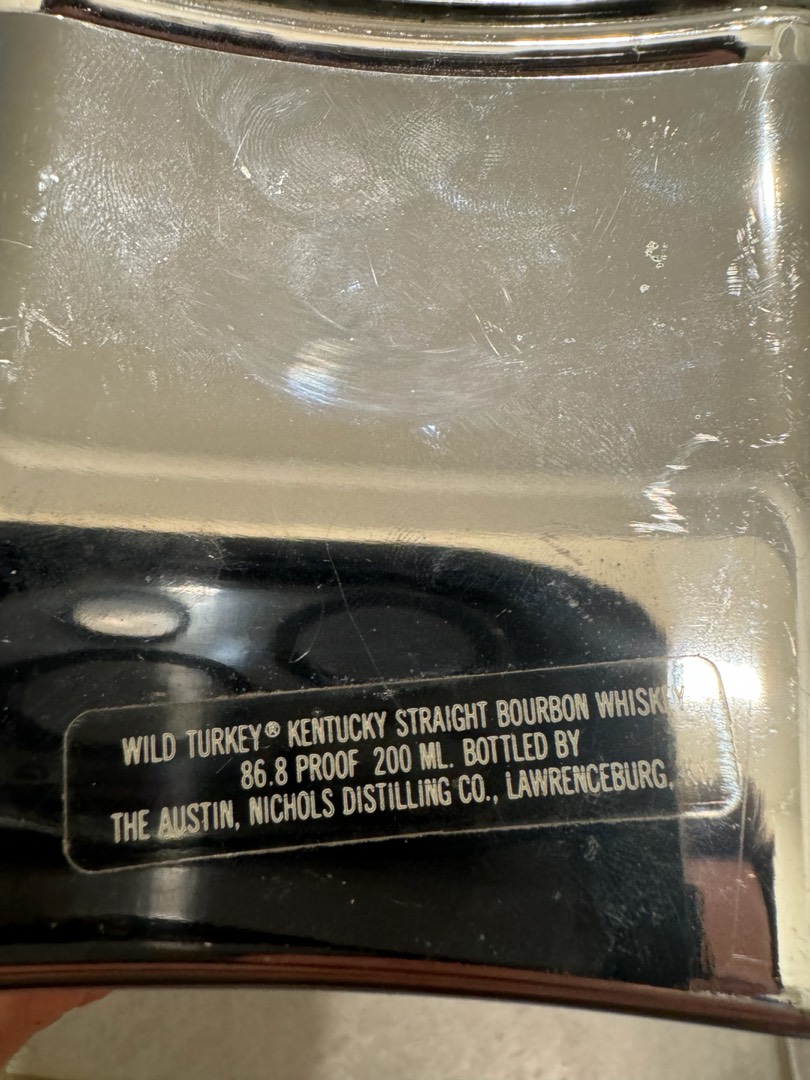 WILD TURKEY® KENTUCKY STRAIGHT BOURBON WHISKEY
86.8 PROOF 200 ML. BOTTLED BY
THE AUSTIN, NICHOLS DISTILLING CO., LAWRENCEBURG,